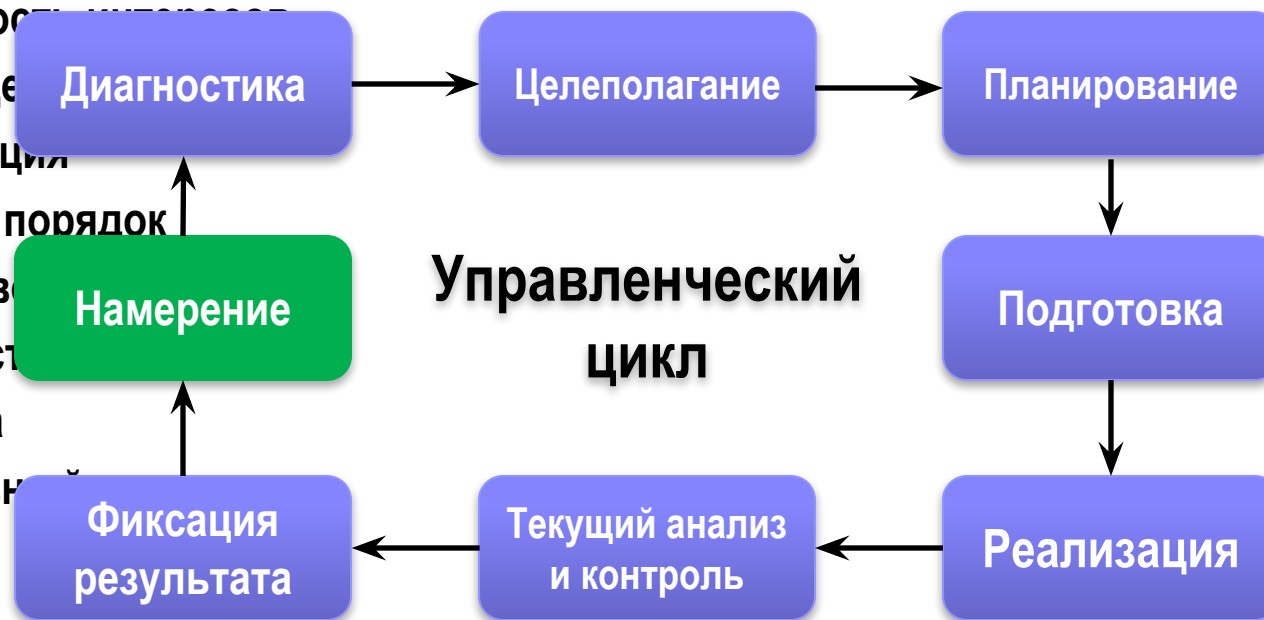 Диагностика
Целеполагание
Планирование
порядок
Намерение
Управленческий
цикл
Подготовка
Фиксация
результата
Текущий анализ
и контроль
Реализация